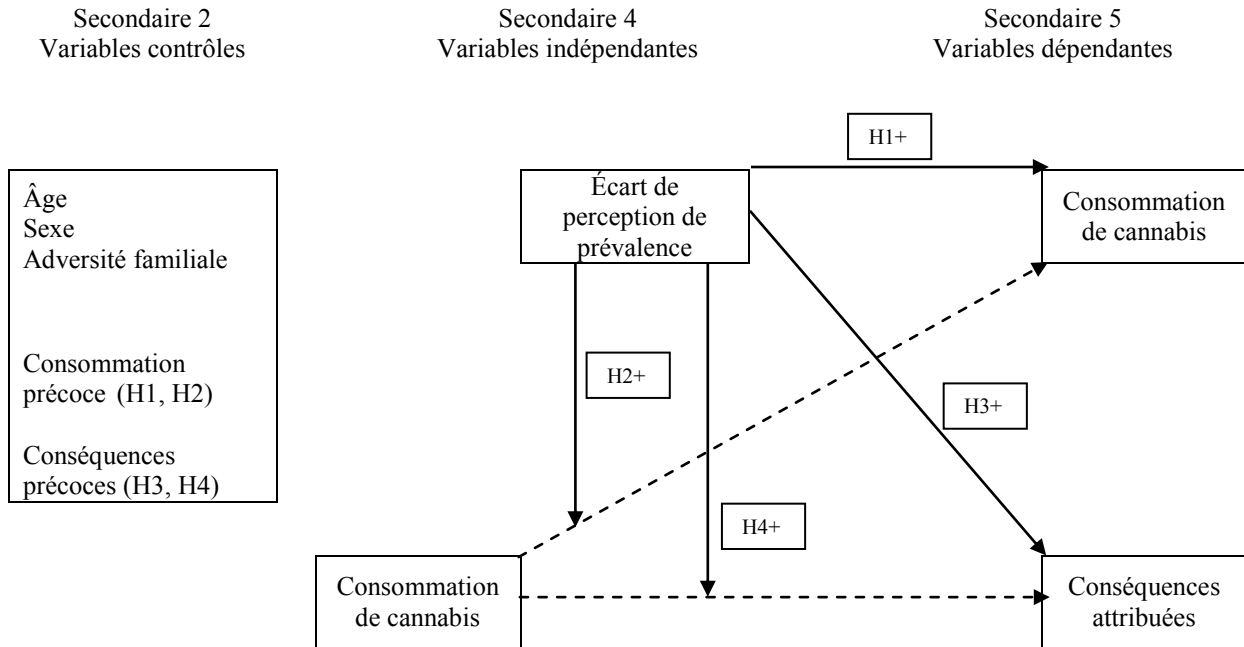 Secondaire 2
Variables contrôles
Secondaire 4
Variables indépendantes
Secondaire 5
Variables dépendantes
H1+
Âge
Sexe
Adversité familiale
Consommation
précoce (H1, H2)
Conséquences
précoces (H3, H4)
Écart de
perception de
prévalence
Consommation
de cannabis
H2+
H3+
H4+
Consommation
de cannabis
Conséquences
attribuées